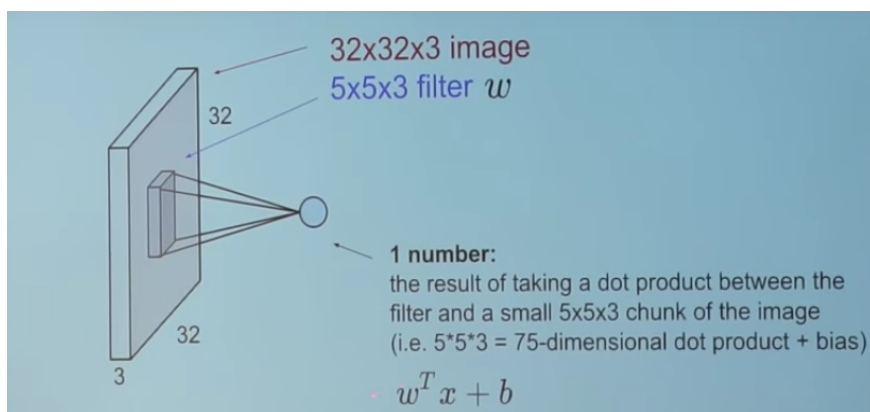 32x32x3 image
5x5x3 filter w
32
32
3
1 number:
the result of taking a dot product between the
filter and a small 5x5x3 chunk of the image
(i.e. 5*5*3 = 75-dimensional dot product + bias)
w^T x + b